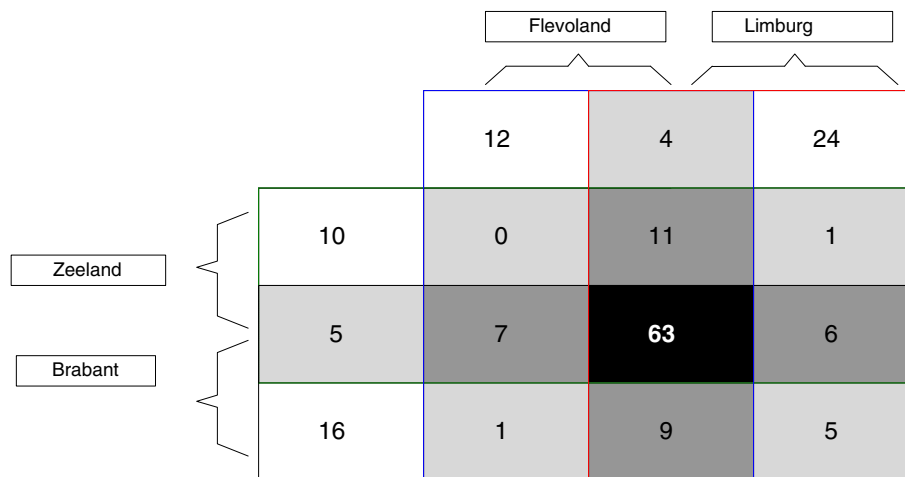 Flevoland Limburg
12 4 24
10 0 11 1
Zeeland
5 7 63 6
Brabant
16 1 9 5